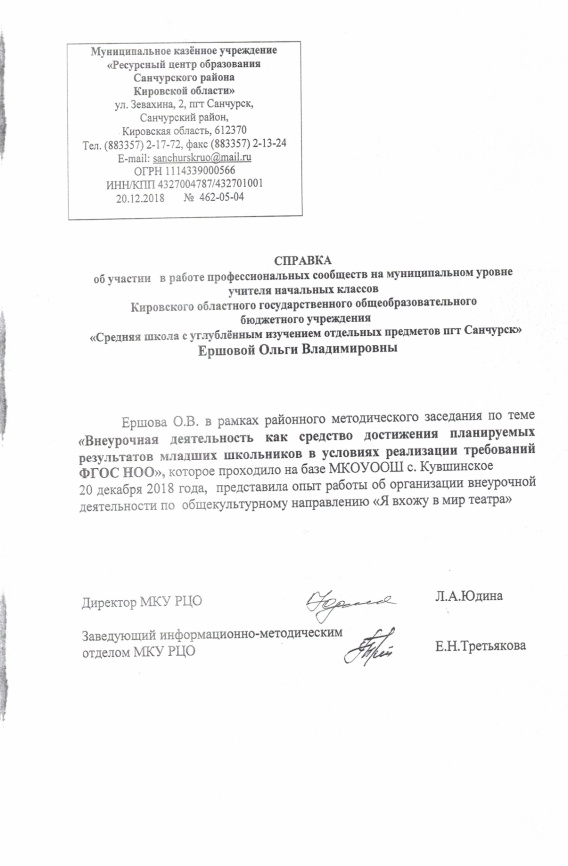 Муниципальное казённое учреждение
«Ресурсный центр образования
Санчурского района
Кировской области»
ул. Зевахина, 2, пгт Санчурск,
Санчурский район,
Кировская область, 612370
Тел. (883357) 2-17-72, факс (883357) 2-13-24
E-mail: sanchurskruo@mail.ru
ОГРН 1114339000566
ИНН/КПП 4327004787/432701001
20.12.2018 № 462-05-04
СПРАВКА
об участии в работе профессиональных сообществ на муниципальном уровне
учителя начальных классов
Кировского областного государственного общеобразовательного
бюджетного учреждения
«Средняя школа с углублённым изучением отдельных предметов пгт Санчурск»
Ершовой Ольги Владимировны
Ершова О.В. в рамках районного методического заседания по теме
«Внеурочная деятельность как средство достижения планируемых
результатов младших школьников в условиях реализации требований
ФГОС НОО», которое проходило на базе МКОУООШ с. Кувшинское
20 декабря 2018 года, представила опыт работы об организации внеурочной
деятельности по общекультурному направлению «Я вхожу в мир театра»
Директор МКУ РЦО Л.А.Юдина
Заведующий информационно-методическим
отделом МКУ РЦО Е.Н.Третьякова